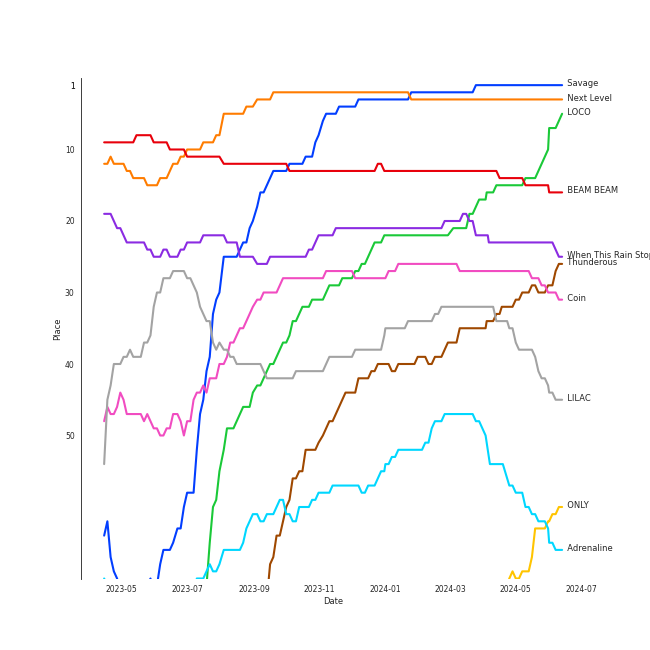 1
10
20
30
40
50
Place
2023-05
2023-07
2023-09
2023-11
2024-01
2024-03
2024-05
2024-07
Date
Savage
Next Level
LOCO
BEAM BEAM
When This Rain Stop
Thunderous
Coin
LILAC
ONLY
Adrenaline